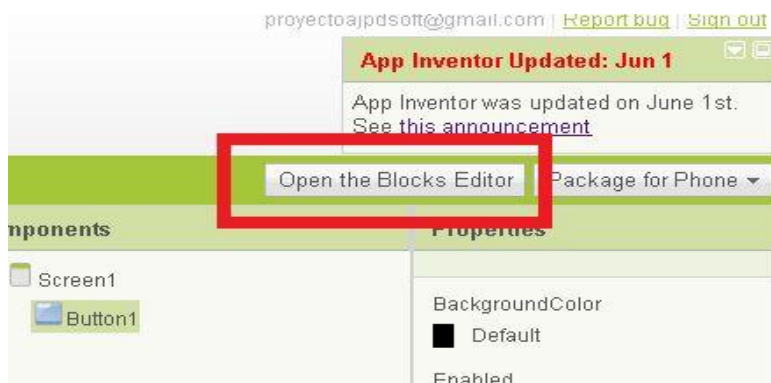 proyectoajpdsoft@gmail.com | Report bug | Sign out
App Inventor Updated: Jun 1
App Inventor was updated on June 1st.
See this announcement
Open the Blocks Editor Package for Phone
mponents Properties
Screen1
Button1
BackgroundColor
Default
Enabled